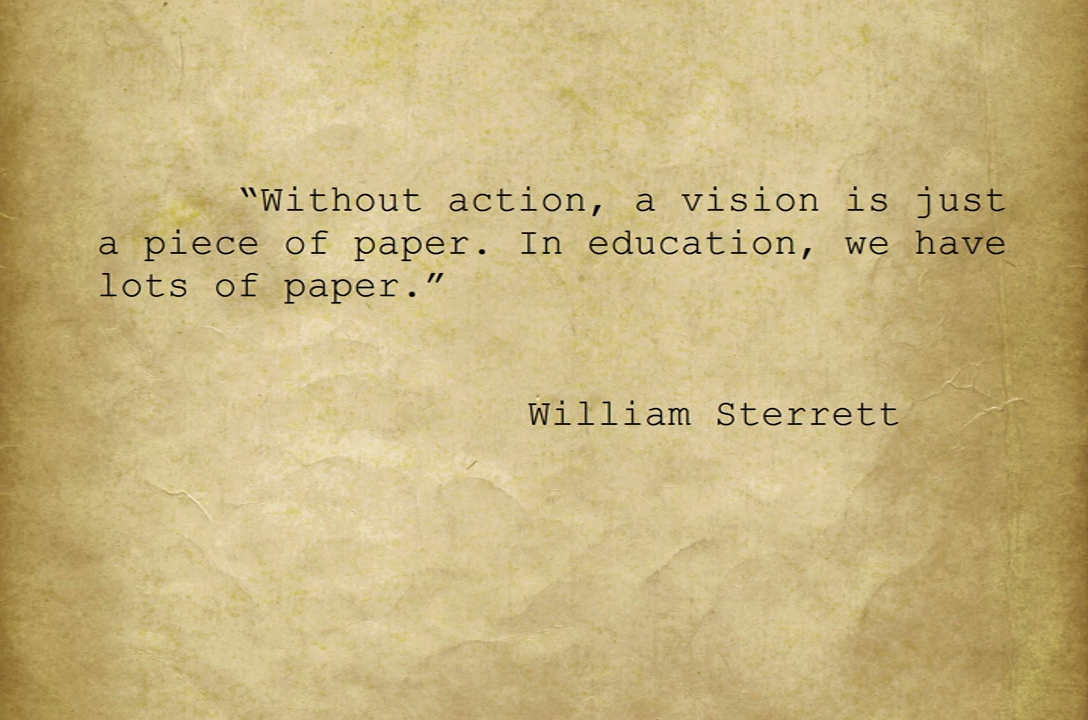 “Without action, a vision is just
a piece of paper. In education, we have
lots of paper.”
William Sterrett